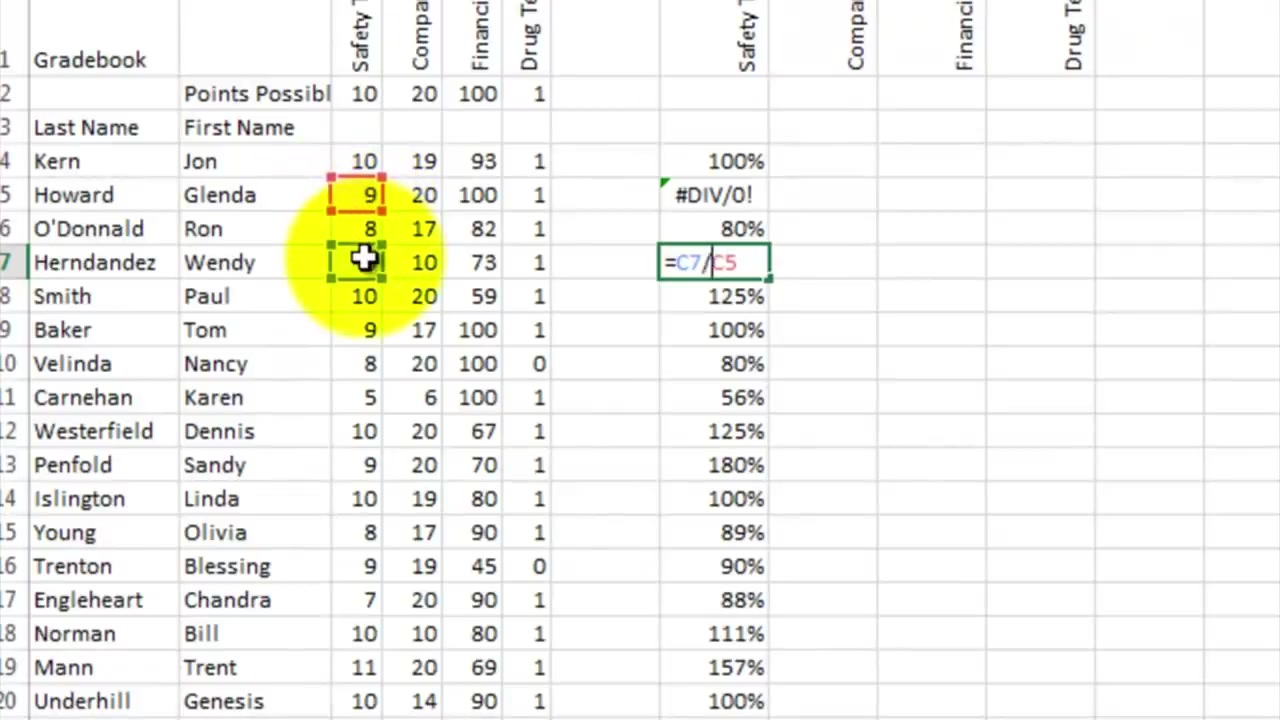 Safety T Compa Financi Drug Te Safety T Compa Financi Drug Te
1 Gradebook
2 Points Possibl 10 20 100 1
3 Last Name First Name
4 Kern Jon 10 19 93 1 100%
5 Howard Glenda 9 20 100 1 #DIV/0!
6 O'Donnald Ron 8 17 82 1 80%
7 Herndandez Wendy 10 73 1 =C7/C5
8 Smith Paul 10 20 59 1 125%
9 Baker Tom 9 17 100 1 100%
10 Velinda Nancy 8 20 100 0 80%
11 Carnehan Karen 5 6 100 1 56%
12 Westerfield Dennis 10 20 67 1 125%
13 Penfold Sandy 9 20 70 1 180%
14 Islington Linda 10 19 80 1 100%
15 Young Olivia 8 17 90 1 89%
16 Trenton Blessing 9 19 45 0 90%
17 Engleheart Chandra 7 20 90 1 88%
18 Norman Bill 10 10 80 1 111%
19 Mann Trent 11 20 69 1 157%
20 Underhill Genesis 10 14 90 1 100%